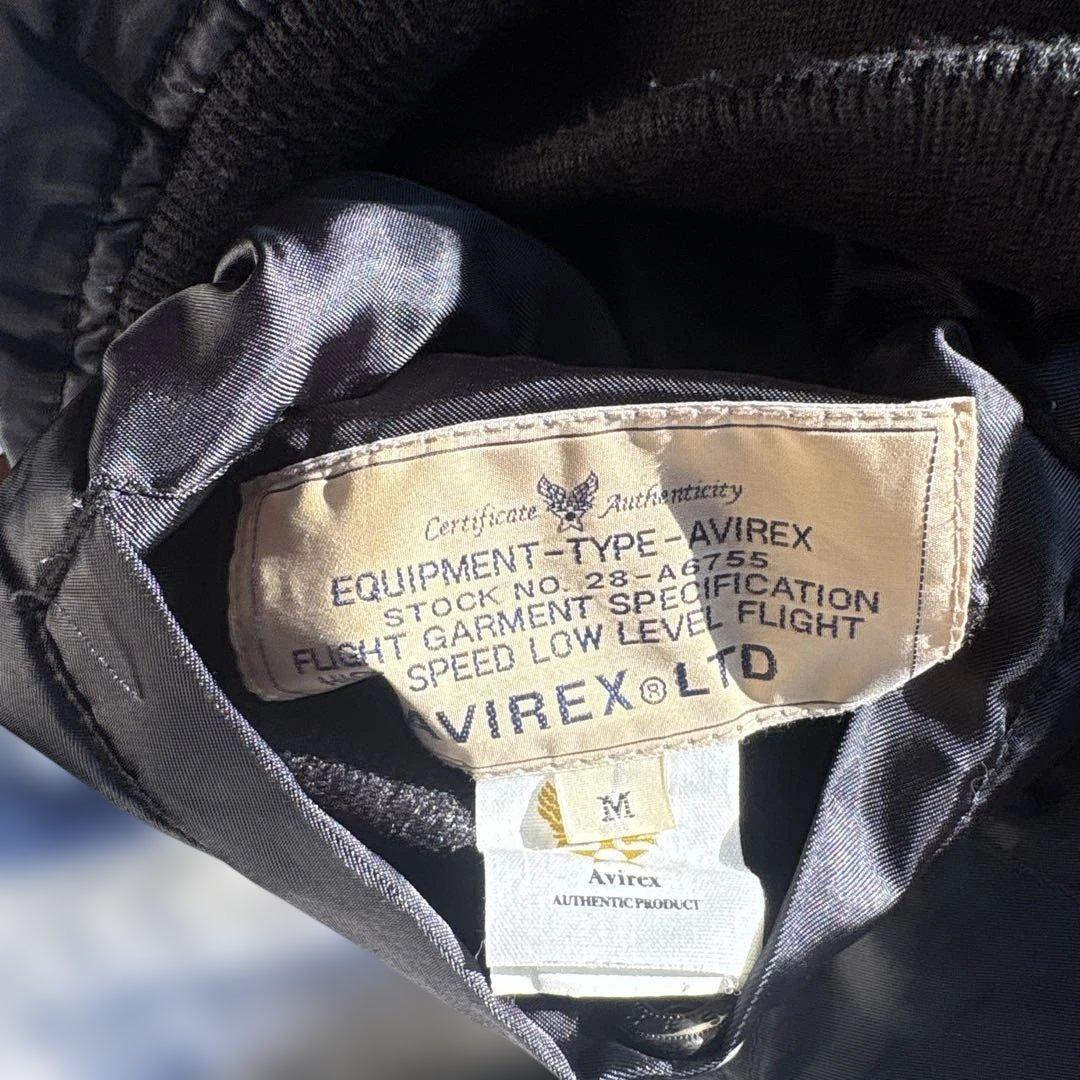 Certificate Authenticity
EQUIPMENT-TYPE-AVIREX
STOCK NO. 28-A6755
FLIGHT GARMENT SPECIFICATION
SPEED LOW LEVEL FLIGHT
AVIREX® LTD
M
Avirex
AUTHENTIC PRODUCT